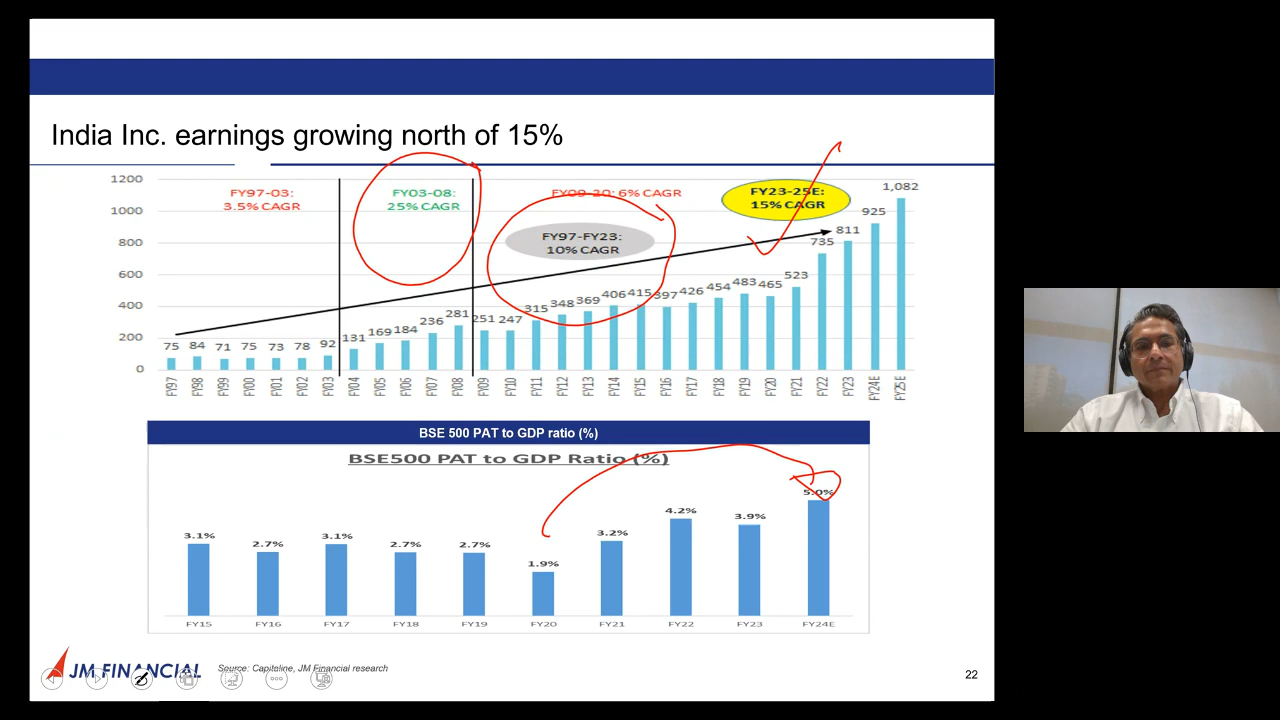 India Inc. earnings growing north of 15%
1200
1000
800
600
400
200
0
FY97-03:
3.5% CAGR
FY03-08:
25% CAGR
FY09-20: 6% CAGR
FY97-FY23:
10% CAGR
FY23-25E:
15% CAGR
75 84 71 75 73 78 92 131 169 184 236 281 251 247 315 348 369 406 415 397 426 454 483 465 523 735 811 925 1,082
FY97 FY98 FY99 FY00 FY01 FY02 FY03 FY04 FY05 FY06 FY07 FY08 FY09 FY10 FY11 FY12 FY13 FY14 FY15 FY16 FY17 FY18 FY19 FY20 FY21 FY22 FY23 FY24E FY25E
BSE 500 PAT to GDP ratio (%)
BSE500 PAT to GDP Ratio (%)
3.1% 2.7% 3.1% 2.7% 2.7% 1.9% 3.2% 4.2% 3.9% 5.0%
FY15 FY16 FY17 FY18 FY19 FY20 FY21 FY22 FY23 FY24E
JM FINANCIAL
Source: Capitaline, JM Financial research
22